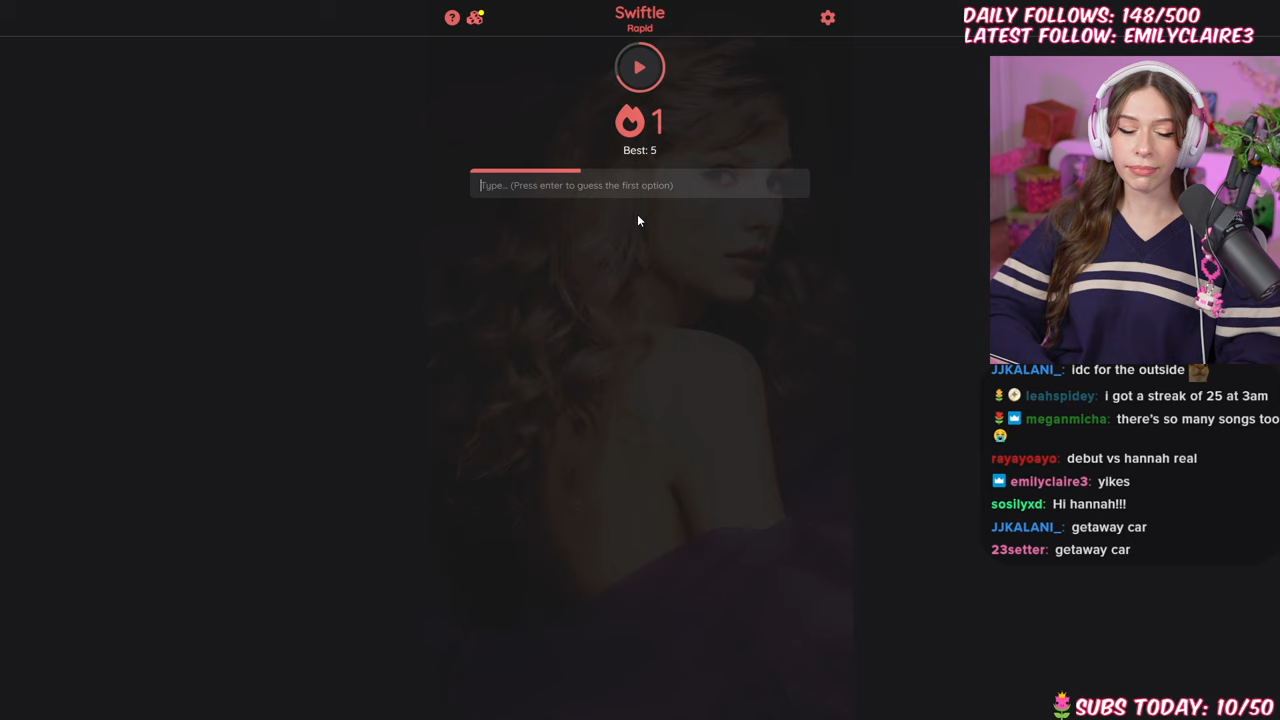 Swiftle
Rapid
1
Best: 5
Type... (Press enter to guess the first option)
DAILY FOLLOWS: 148/500
LATEST FOLLOW: EMILYCLAIRE3
JJKALANI_: idc for the outside
leahspidey: i got a streak of 25 at 3am
meganmicha: there's so many songs too
😭
rayayoayo: debut vs hannah real
emilyclaire3: yikes
sosilyxd: Hi hannah!!!
JJKALANI_: getaway car
23setter: getaway car
SUBS TODAY: 10/50